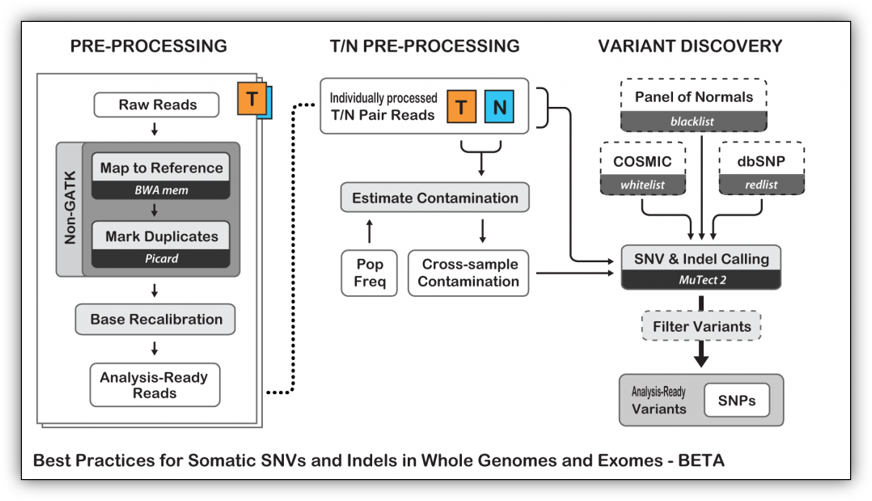 PRE-PROCESSING
T/N PRE-PROCESSING
VARIANT DISCOVERY
Raw Reads
T
Non-GATK
Map to Reference
BWA mem
Mark Duplicates
Picard
Base Recalibration
Analysis-Ready
Reads
Individually processed
T/N Pair Reads
T
N
Estimate Contamination
Pop
Freq
Cross-sample
Contamination
Panel of Normals
blacklist
COSMIC
whitelist
dbSNP
redlist
SNV & Indel Calling
MuTect 2
Filter Variants
Analysis-Ready
Variants
SNPs
Best Practices for Somatic SNVs and Indels in Whole Genomes and Exomes - BETA